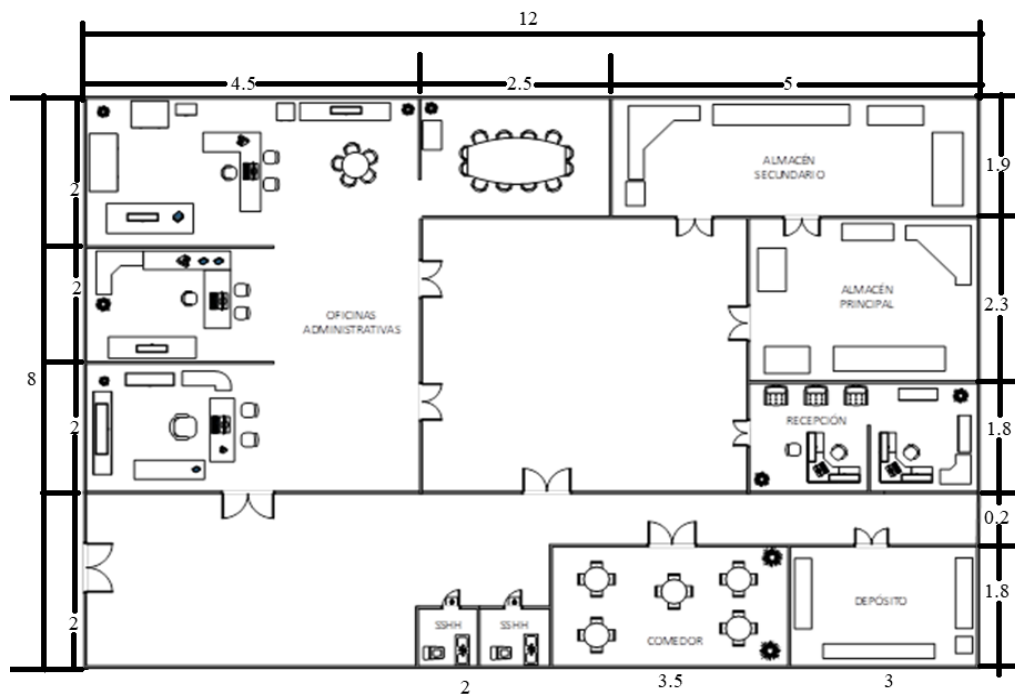 12
4.5
2.5
5
ALMACÉN
SECUNDARIO
1.9
2
2
OFICINAS
ADMINISTRATIVAS
ALMACÉN
PRINCIPAL
2.3
8
2
RECEPCIÓN
1.8
0.2
2
SSHH
SSHH
COMEDOR
DEPÓSITO
1.8
2
3.5
3